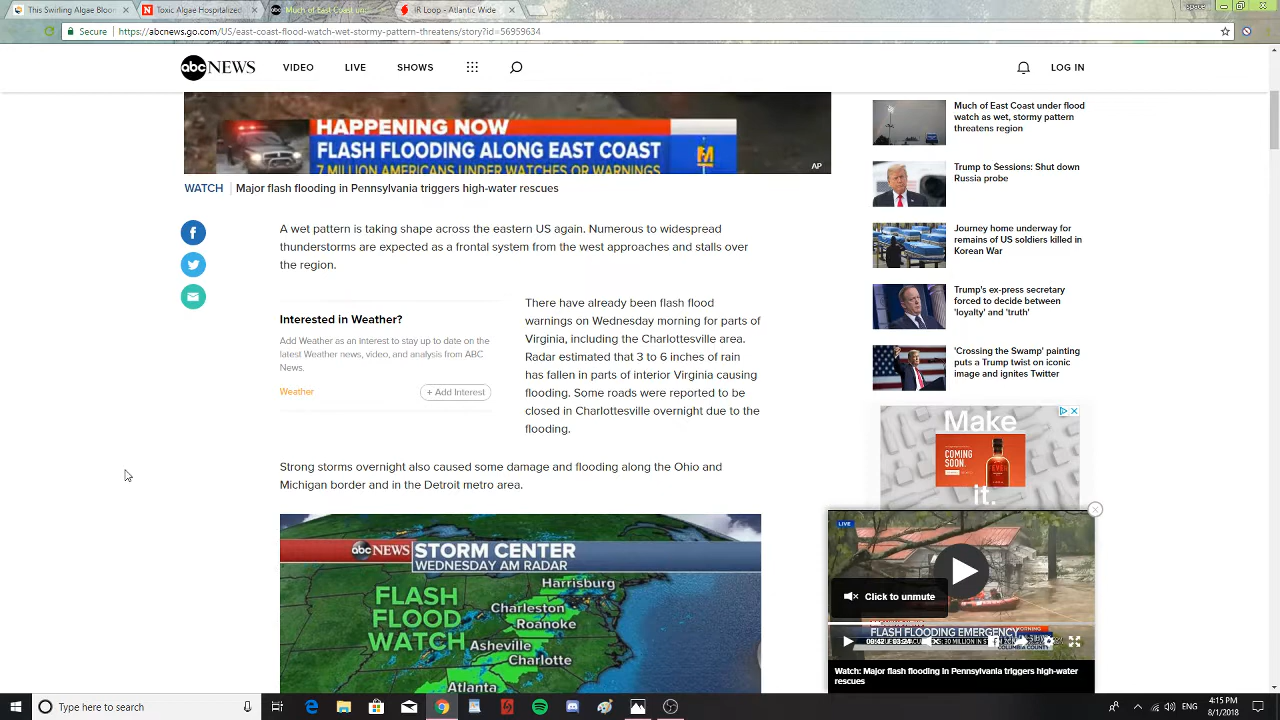 This Swirling Algae Bloo
Toxic Algae Hospitalized
Much of East Coast un
IR Loop - Atlantic Wide
Secure
https://abcnews.go.com/US/east-coast-flood-watch-wet-stormy-pattern-threatens/story?id=56959634
abc NEWS
VIDEO
LIVE
SHOWS
LOG IN
HAPPENING NOW
FLASH FLOODING ALONG EAST COAST
7 MILLION AMERICANS UNDER WATCHES OR WARNINGS
AP
WATCH
Major flash flooding in Pennsylvania triggers high-water rescues
A wet pattern is taking shape across the eastern US again. Numerous to widespread
thunderstorms are expected as a frontal system from the west approaches and stalls over
the region.
Interested in Weather?
Add Weather as an interest to stay up to date on the
latest Weather news, video, and analysis from ABC
News.
Weather
+ Add Interest
There have already been flash flood
warnings on Wednesday morning for parts of
Virginia, including the Charlottesville area.
Radar estimated that 3 to 6 inches of rain
has fallen in parts of interior Virginia causing
flooding. Some roads were reported to be
closed in Charlottesville overnight due to the
flooding.
Strong storms overnight also caused some damage and flooding along the Ohio and
Michigan border and in the Detroit metro area.
abc NEWS
STORM CENTER
WEDNESDAY AM RADAR
FLASH
FLOOD
WATCH
Harrisburg
Charleston
Roanoke
Asheville
Charlotte
Atlanta
Much of East Coast under flood
watch as wet, stormy pattern
threatens region
Trump to Sessions: Shut down
Russia probe
Journey home underway for
remains of US soldiers killed in
Korean War
Trump's ex-press secretary
forced to decide between
'loyalty' and 'truth'
'Crossing the Swamp' painting
puts a Trump twist on iconic
image and ignites Twitter
Make
COMING
SOON.
it.
LIVE
Click to unmute
FLASH FLOODING EMERGENCY
COLUMBIA COUNTY
Watch: Major flash flooding in Pennsylvania triggers high-water
rescues
Type here to search
ENG
4:15 PM
8/1/2018